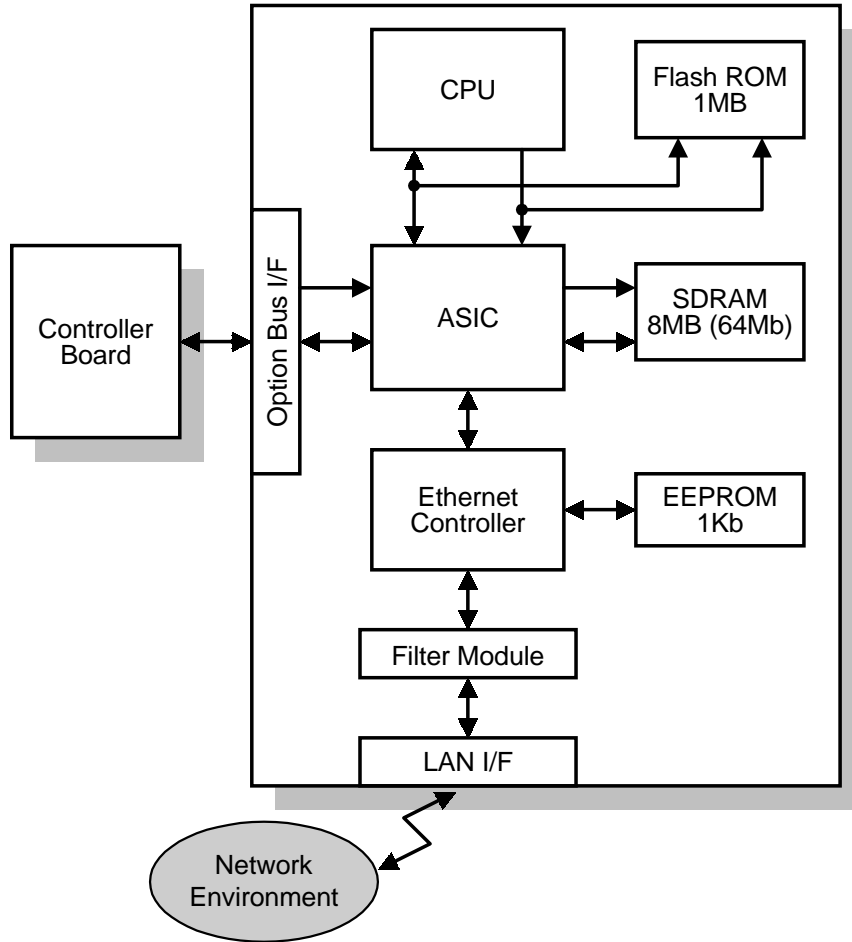 CPU
Flash ROM
1MB
Controller
Board
Option Bus I/F
ASIC
SDRAM
8MB (64Mb)
Ethernet
Controller
EEPROM
1Kb
Filter Module
LAN I/F
Network
Environment